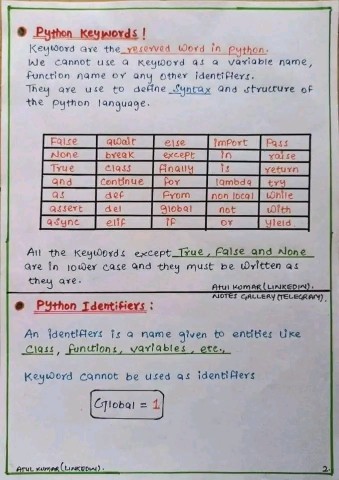 Python Keywords !
Keyword are the reserved word in python.
We cannot use a keyword as a variable name,
function name or any other identifiers.
They are use to define Syntax and structure of
the python language.
False await else import Pass
None break except in raise
True class finally is return
and continue for lambda try
as def From non local while
assert del global not with
async elif if or yield
All the keywords except True, False and None
are in lower case and they must be written as
they are.
Atul Kumar (LINKEDIN).
NOTES GALLERY (TELEGRAM).
Python Identifiers :
An identifiers is a name given to entities like
class, functions, variables, etc.,
Keyword cannot be used as identifiers
Global = 1
ATUL KUMAR (LINKEDIN).
2.